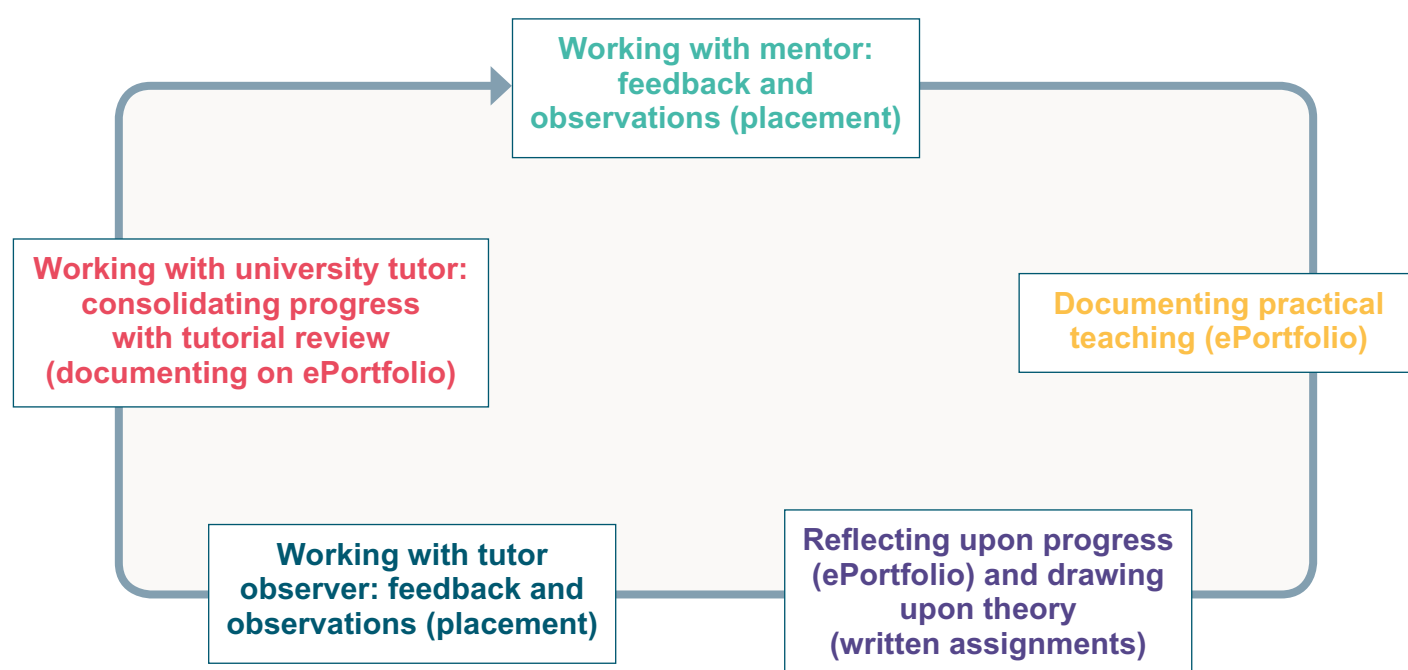 Working with mentor:
feedback and
observations (placement)
Working with university tutor:
consolidating progress
with tutorial review
(documenting on ePortfolio)
Documenting practical
teaching (ePortfolio)
Working with tutor
observer: feedback and
observations (placement)
Reflecting upon progress
(ePortfolio) and drawing
upon theory
(written assignments)